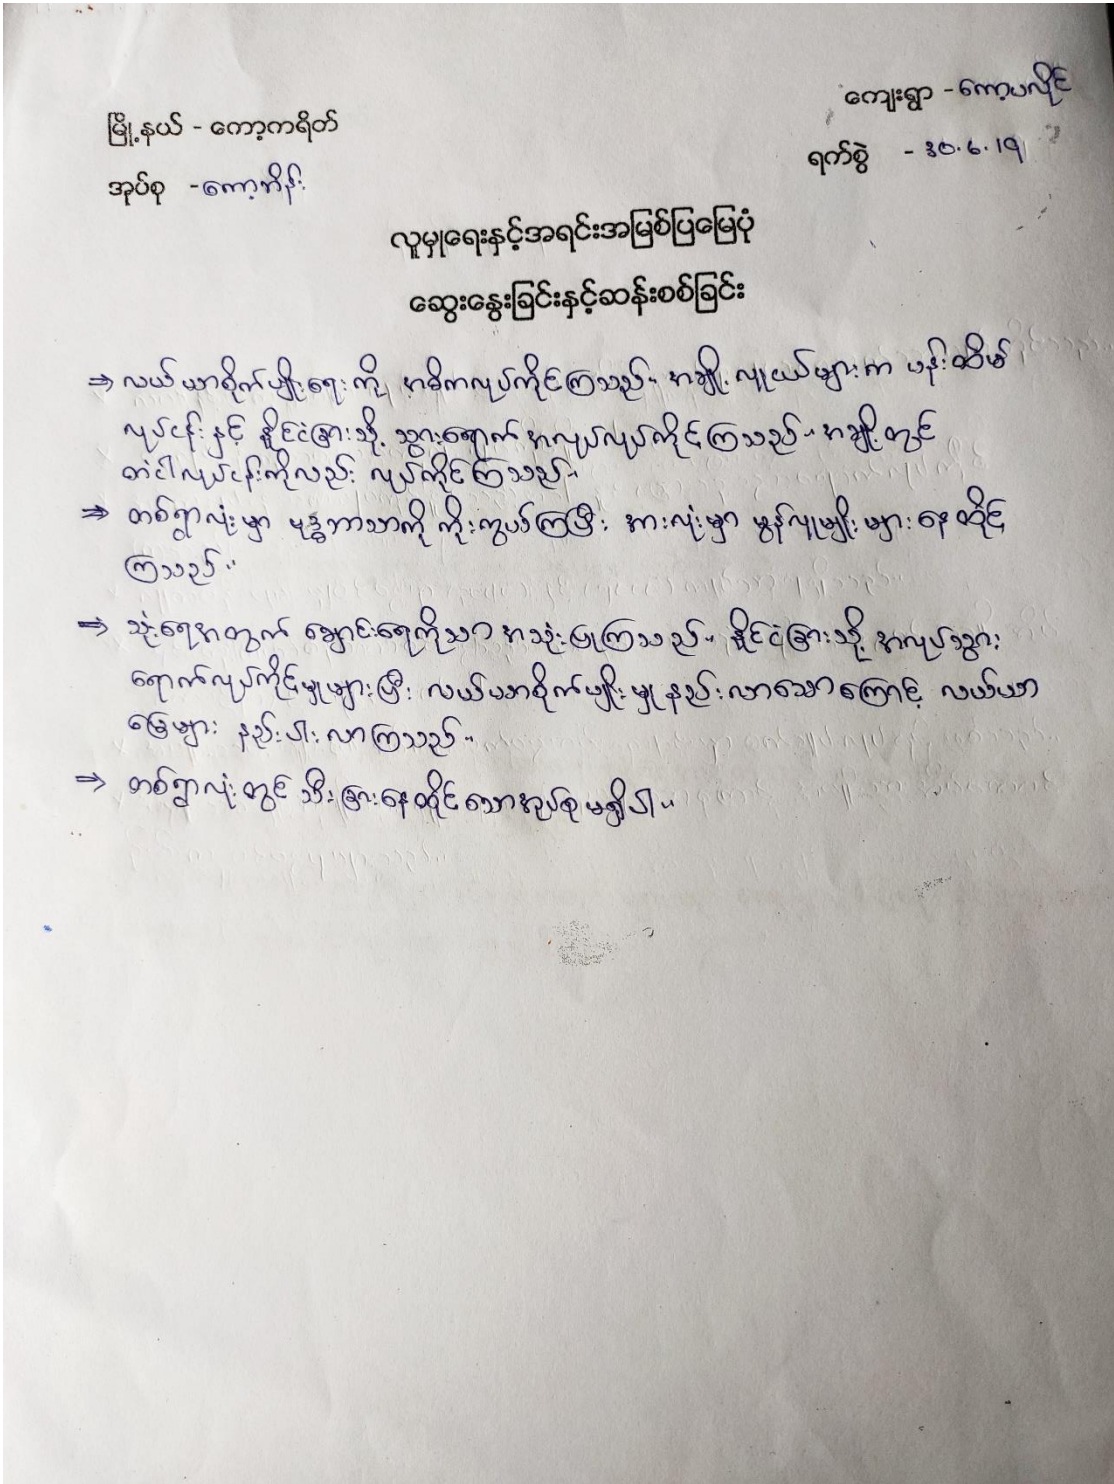 ကျေးရွာ - ကော့ပလိုင်
မြို့နယ် - ကော့ကရိတ်
ရက်စွဲ - ၃၀.၆.၁၅
အုပ်စု - ကော့ဘိန်း
လူမှုရေးနှင့်အရင်းအမြစ်ပြမြေပုံ
ဆွေးနွေးခြင်းနှင့်ဆန်းစစ်ခြင်း
⇒ လယ်ယာစိုက်ပျိုးရေးကို အဓိကလုပ်ကိုင်ကြသည်။ အချို့လူငယ်များက ပန်းထိမ်
လုပ်ငန်းနှင့် နိူင်ငံခြားသို့ သွားရောက်အလုပ်လုပ်ကိုင်ကြသည်။ အချို့တွင်
တံငါလုပ်ငန်းကိုလည်း လုပ်ကိုင်ကြသည်။
⇒ တစ်ရွာလုံးမှာ ဗုဒ္ဓဘာသာကို ကိုးကွယ်ကြပြီး အားလုံးမှာ မွန်လူမျိုးများနေထိုင်
ကြသည်။
⇒ သုံးရေအတွက် ချောင်းရေကိုသာ အသုံးပြုကြသည်။ နိူင်ငံခြားသို့ အလုပ်သွား
ရောက်လုပ်ကိုင်မှုများပြီး လယ်ယာစိုက်ပျိုးမှုနည်းလာသောကြောင့် လယ်ယာ
မြေများ နည်းပါးလာကြသည်။
⇒ တစ်ရွာလုံးတွင် သီးခြားနေထိုင်သောအုပ်စုမရှိပါ။